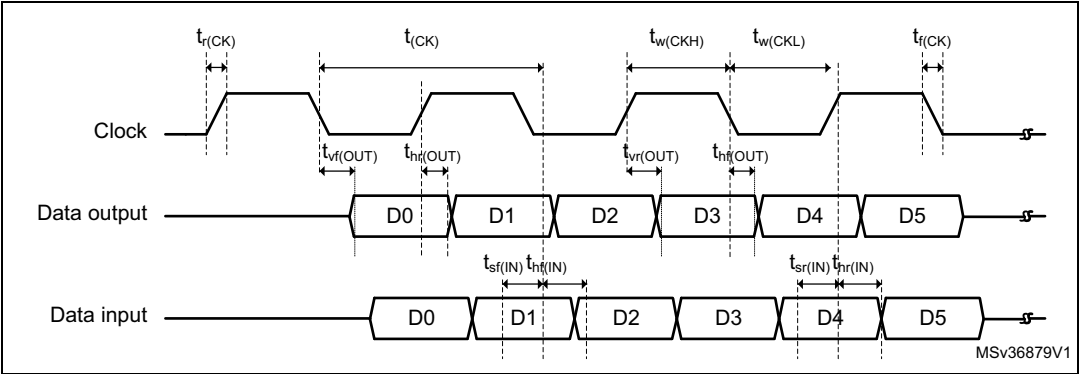 tr(CK) t(CK) tw(CKH) tw(CKL) tf(CK)
Clock
tvf(OUT) thr(OUT) tvr(OUT) thf(OUT)
Data output D0 D1 D2 D3 D4 D5
tsf(IN) thf(IN) tsr(IN) thr(IN)
Data input D0 D1 D2 D3 D4 D5
MSv36879V1